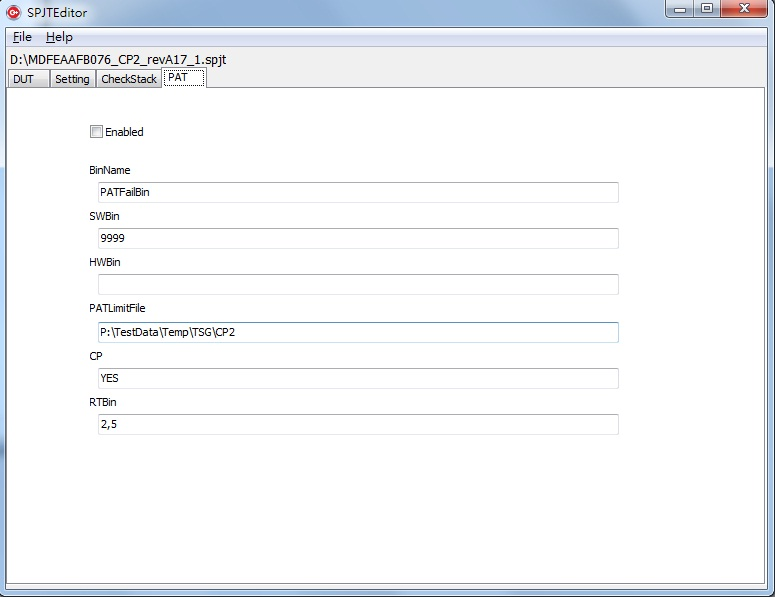 SPJTEditor
File Help
D:\MDFEAAFB076_CP2_revA17_1.spjt
DUT Setting CheckStack PAT
Enabled
BinName
PATFailBin
SWBin
9999
HWBin
PATLimitFile
P:\TestData\Temp\TSG\CP2
CP
YES
RTBin
2,5